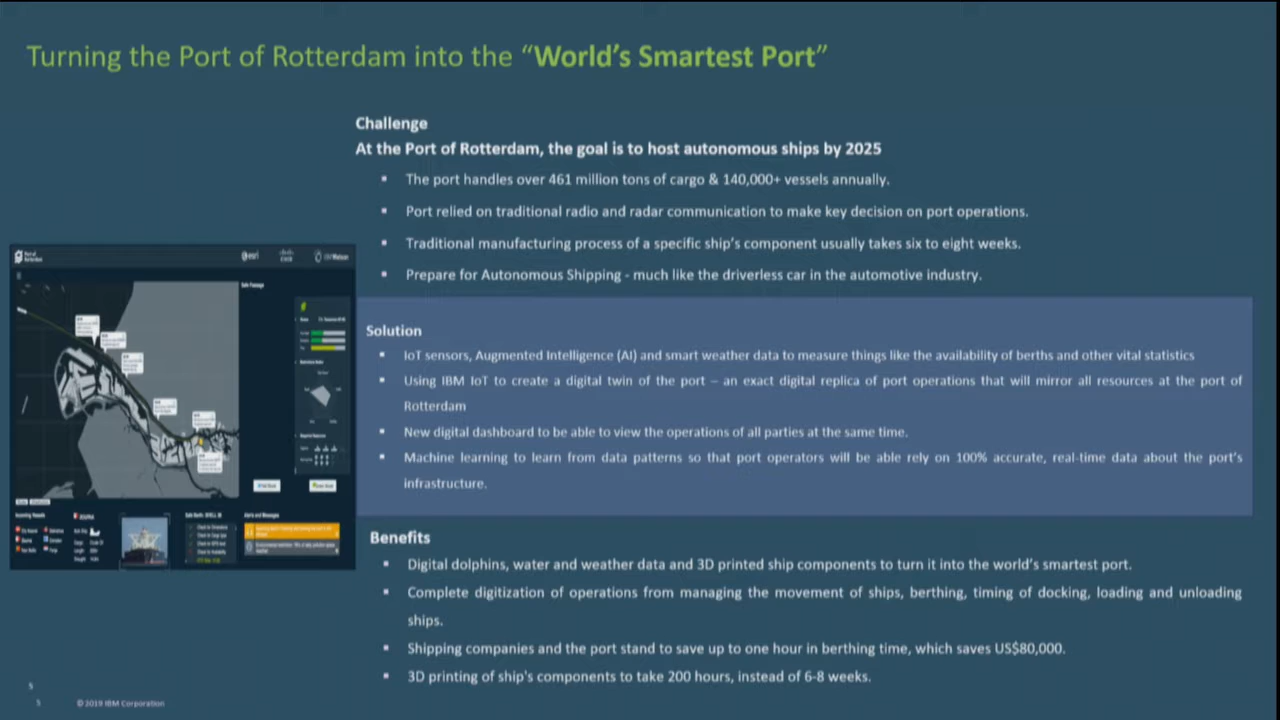 Turning the Port of Rotterdam into the “World’s Smartest Port”
Challenge
At the Port of Rotterdam, the goal is to host autonomous ships by 2025
▪ The port handles over 461 million tons of cargo & 140,000+ vessels annually.
▪ Port relied on traditional radio and radar communication to make key decision on port operations.
▪ Traditional manufacturing process of a specific ship’s component usually takes six to eight weeks.
▪ Prepare for Autonomous Shipping - much like the driverless car in the automotive industry.
Port of
Rotterdam
esri
Solution
▪ IoT sensors, Augmented Intelligence (AI) and smart weather data to measure things like the availability of berths and other vital statistics
▪ Using IBM IoT to create a digital twin of the port – an exact digital replica of port operations that will mirror all resources at the port of
Rotterdam
▪ New digital dashboard to be able to view the operations of all parties at the same time.
▪ Machine learning to learn from data patterns so that port operators will be able rely on 100% accurate, real-time data about the port’s
infrastructure.
Incoming Vessels
Alerts and Messages
Benefits
▪ Digital dolphins, water and weather data and 3D printed ship components to turn it into the world’s smartest port.
▪ Complete digitization of operations from managing the movement of ships, berthing, timing of docking, loading and unloading
ships.
▪ Shipping companies and the port stand to save up to one hour in berthing time, which saves US$80,000.
▪ 3D printing of ship's components to take 200 hours, instead of 6-8 weeks.
5
5 © 2019 IBM Corporation